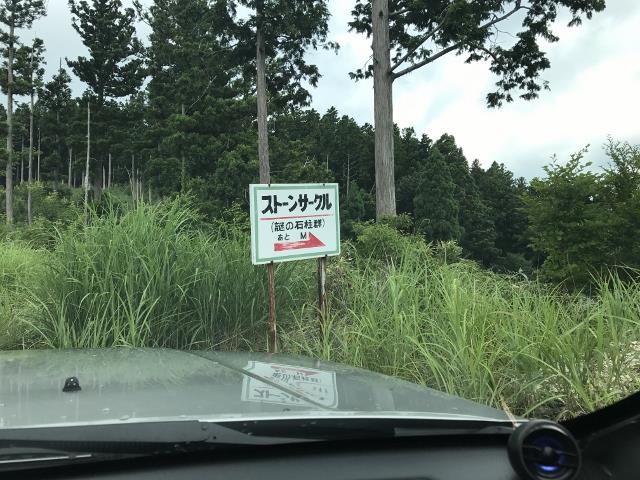 ストーンサークル
(謎の石柱群)
あと M